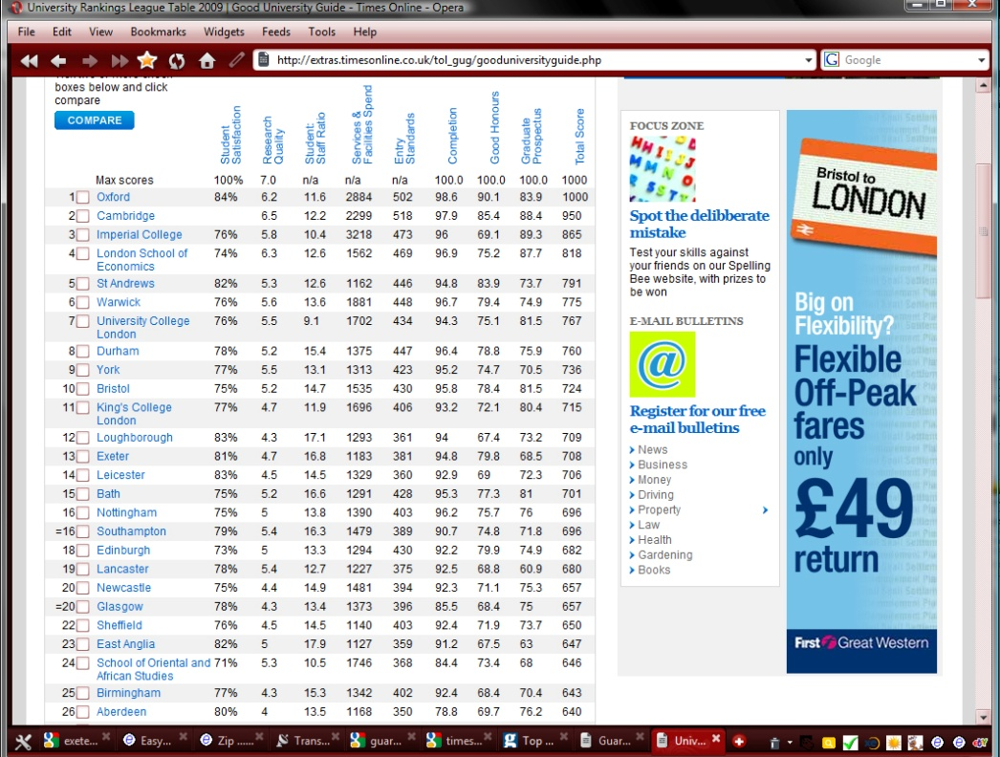 University Rankings League Table 2009 | Good University Guide - Times Online - Opera
File Edit View Bookmarks Widgets Feeds Tools Help
http://extras.timesonline.co.uk/tol_gug/gooduniversityguide.php
Google
boxes below and click
compare
COMPARE
Student Satisfaction
Research Quality
Student: Staff Ratio
Services & Facilities Spend
Entry Standards
Completion
Good Honours
Graduate Prospectus
Total Score
Max scores 100% 7.0 n/a n/a n/a 100.0 100.0 100.0 1000
1 Oxford 84% 6.2 11.6 2884 502 98.6 90.1 83.9 1000
2 Cambridge 6.5 12.2 2299 518 97.9 85.4 88.4 950
3 Imperial College 76% 5.8 10.4 3218 473 96 69.1 89.3 865
4 London School of 74% 6.3 12.6 1562 469 96.9 75.2 87.7 818
Economics
5 St Andrews 82% 5.3 12.6 1162 446 94.8 83.9 73.7 791
6 Warwick 76% 5.6 13.6 1881 448 96.7 79.4 74.9 775
7 University College 76% 5.5 9.1 1702 434 94.3 75.1 81.5 767
London
8 Durham 78% 5.2 15.4 1375 447 96.4 78.8 75.9 760
9 York 77% 5.5 13.1 1313 423 95.2 74.7 70.5 736
10 Bristol 75% 5.2 14.7 1535 430 95.8 78.4 81.5 724
11 King's College 77% 4.7 11.9 1696 406 93.2 72.1 80.4 715
London
12 Loughborough 83% 4.3 17.1 1293 361 94 67.4 73.2 709
13 Exeter 81% 4.7 16.8 1183 381 94.8 79.8 68.5 708
14 Leicester 83% 4.5 14.5 1329 360 92.9 69 72.3 706
15 Bath 75% 5.2 16.6 1291 428 95.3 77.3 81 701
16 Nottingham 75% 5 13.8 1390 403 96.2 75.7 76 696
=16 Southampton 79% 5.4 16.3 1479 389 90.7 74.8 71.8 696
18 Edinburgh 73% 5 13.3 1294 430 92.2 79.9 74.9 682
19 Lancaster 78% 5.4 12.7 1227 375 92.5 68.8 60.9 680
20 Newcastle 75% 4.4 14.9 1481 394 92.3 71.1 75.3 657
=20 Glasgow 78% 4.3 13.4 1373 396 85.5 68.4 75 657
22 Sheffield 76% 4.5 14.5 1140 403 92.4 71.9 73.7 650
23 East Anglia 82% 5 17.9 1127 359 91.2 67.5 63 647
24 School of Oriental and 71% 5.3 10.5 1746 368 84.4 73.4 68 646
African Studies
25 Birmingham 77% 4.3 15.3 1342 402 92.4 68.4 70.4 643
26 Aberdeen 80% 4 13.5 1168 350 78.8 69.7 76.2 640
FOCUS ZONE
Spot the delibberate
mistake
Test your skills against
your friends on our Spelling
Bee website, with prizes to
be won
E-MAIL BULLETINS
@
Register for our free
e-mail bulletins
News
Business
Money
Driving
Property
Law
Health
Gardening
Books
Bristol to
LONDON
Big on
Flexibility?
Flexible
Off-Peak
fares
only
£49
return
First Great Western
exete... Easy... Zip ...... Trans... guar... times... Top ... Guar... Univ...